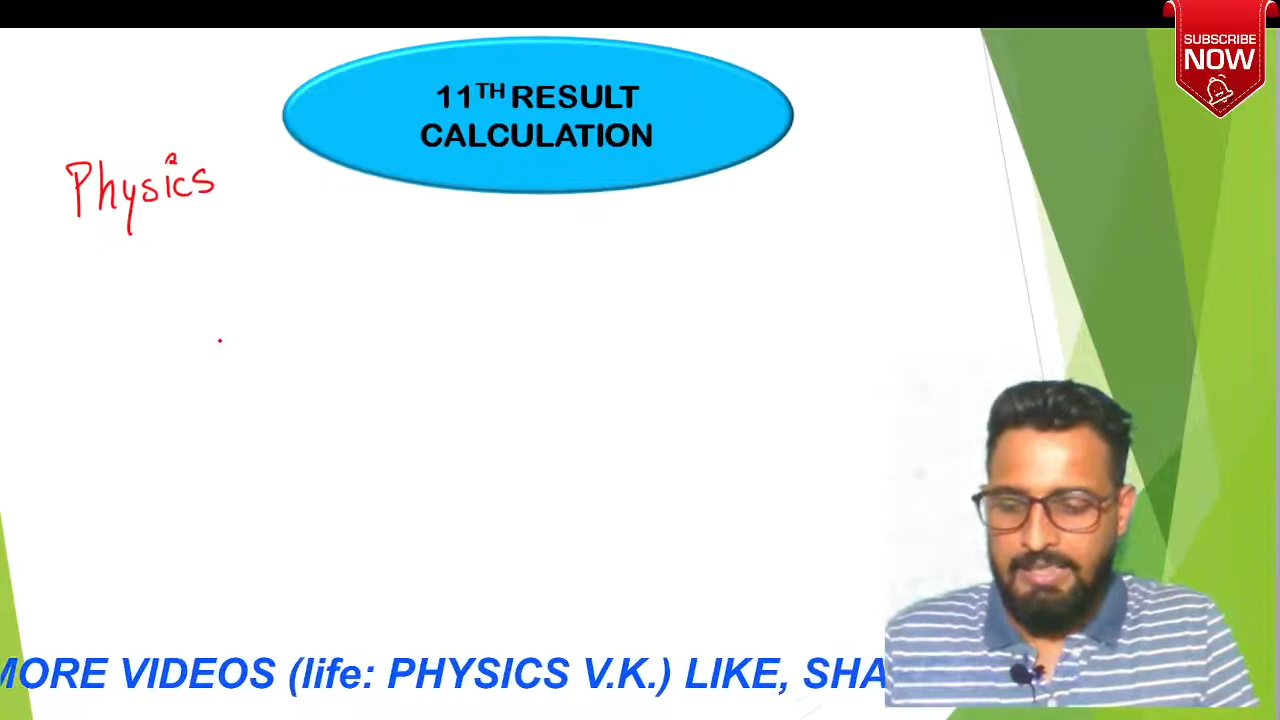 SUBSCRIBE
NOW
11TH RESULT
CALCULATION
Physics
MORE VIDEOS (life: PHYSICS V.K.) LIKE, SHA